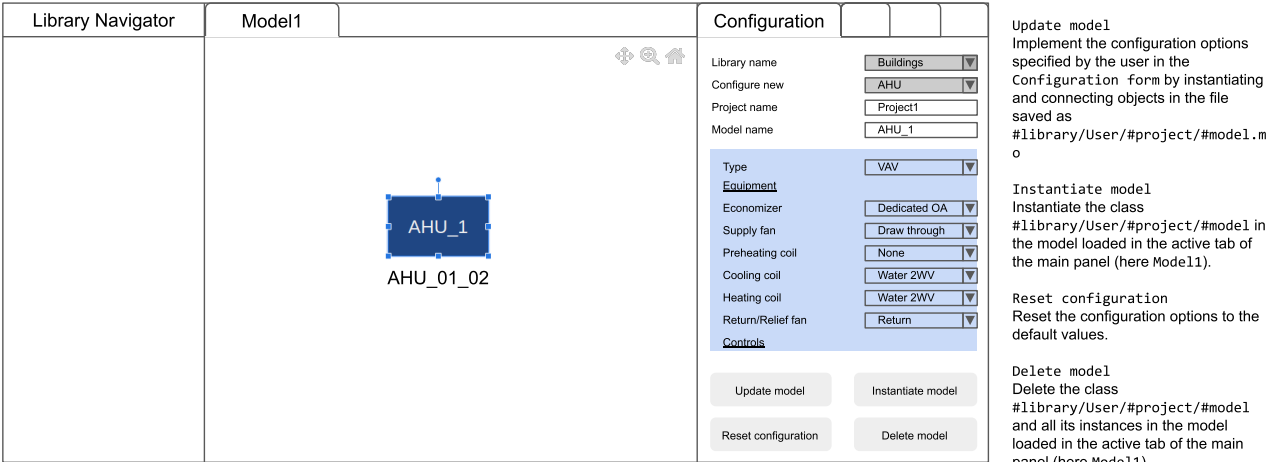 Library Navigator
Model1
AHU_1
AHU_01_02
Configuration
Library name Buildings
Configure new AHU
Project name Project1
Model name AHU_1
Type VAV
Equipment
Economizer Dedicated OA
Supply fan Draw through
Preheating coil None
Cooling coil Water 2WV
Heating coil Water 2WV
Return/Relief fan Return
Controls
Update model Instantiate model
Reset configuration Delete model
Update model
Implement the configuration options
specified by the user in the
Configuration form by instantiating
and connecting objects in the file
saved as
#library/User/#project/#model.m
o
Instantiate model
Instantiate the class
#library/User/#project/#model in
the model loaded in the active tab of
the main panel (here Model1).
Reset configuration
Reset the configuration options to the
default values.
Delete model
Delete the class
#library/User/#project/#model
and all its instances in the model
loaded in the active tab of the main
panel (here Model1)